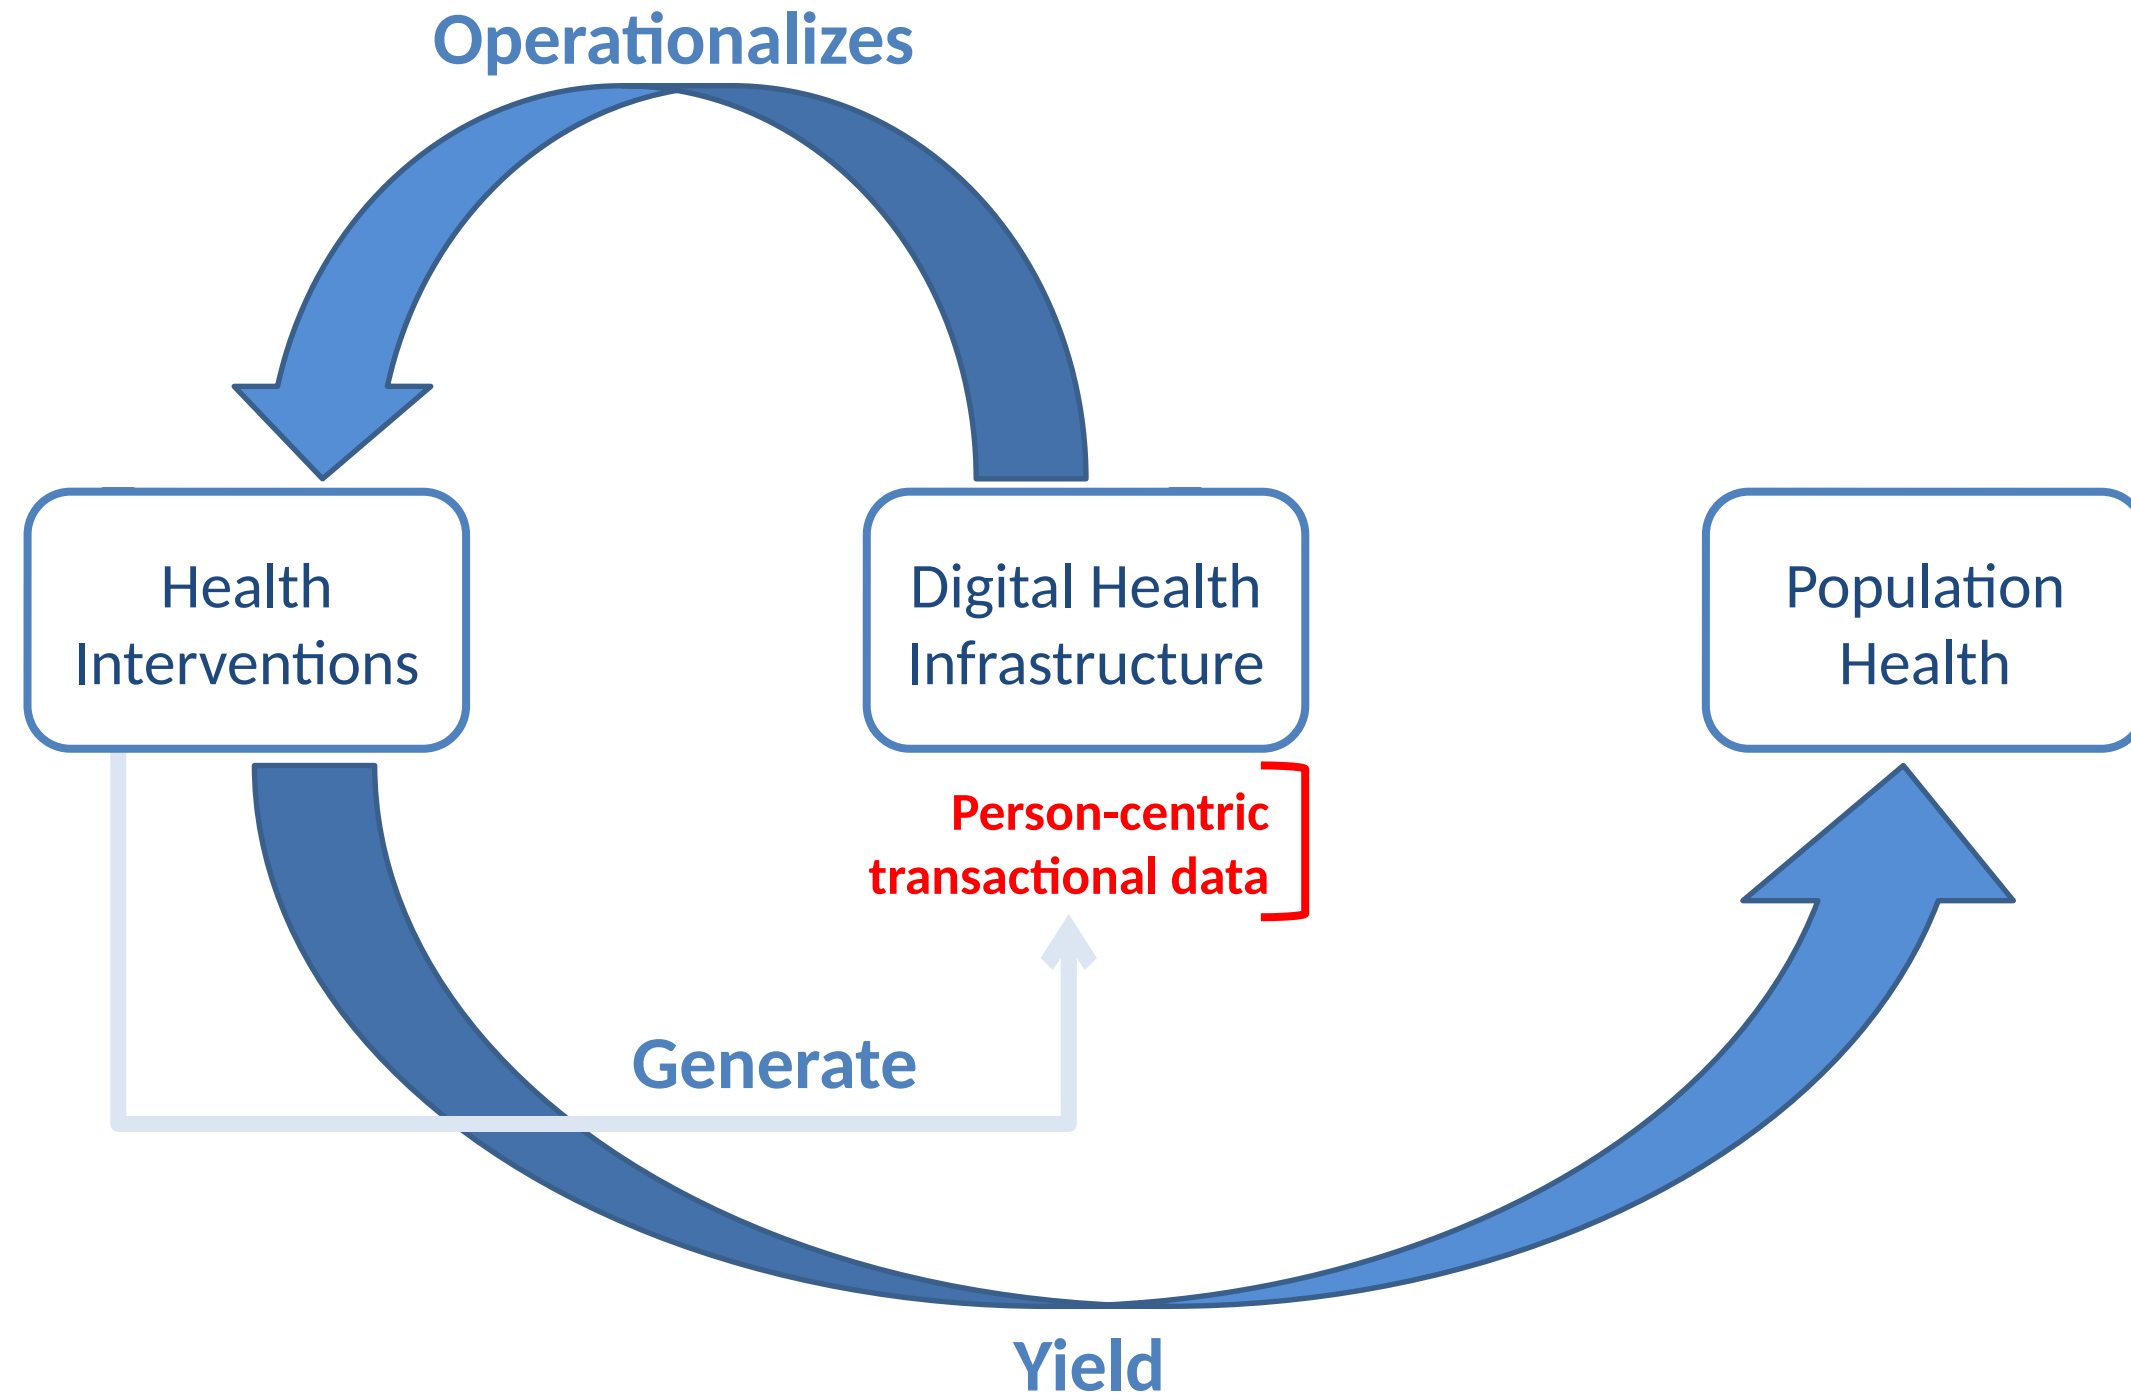 Operationalizes
Health
Interventions
Digital Health
Infrastructure
Population
Health
Person-centric
transactional data
Generate
Yield